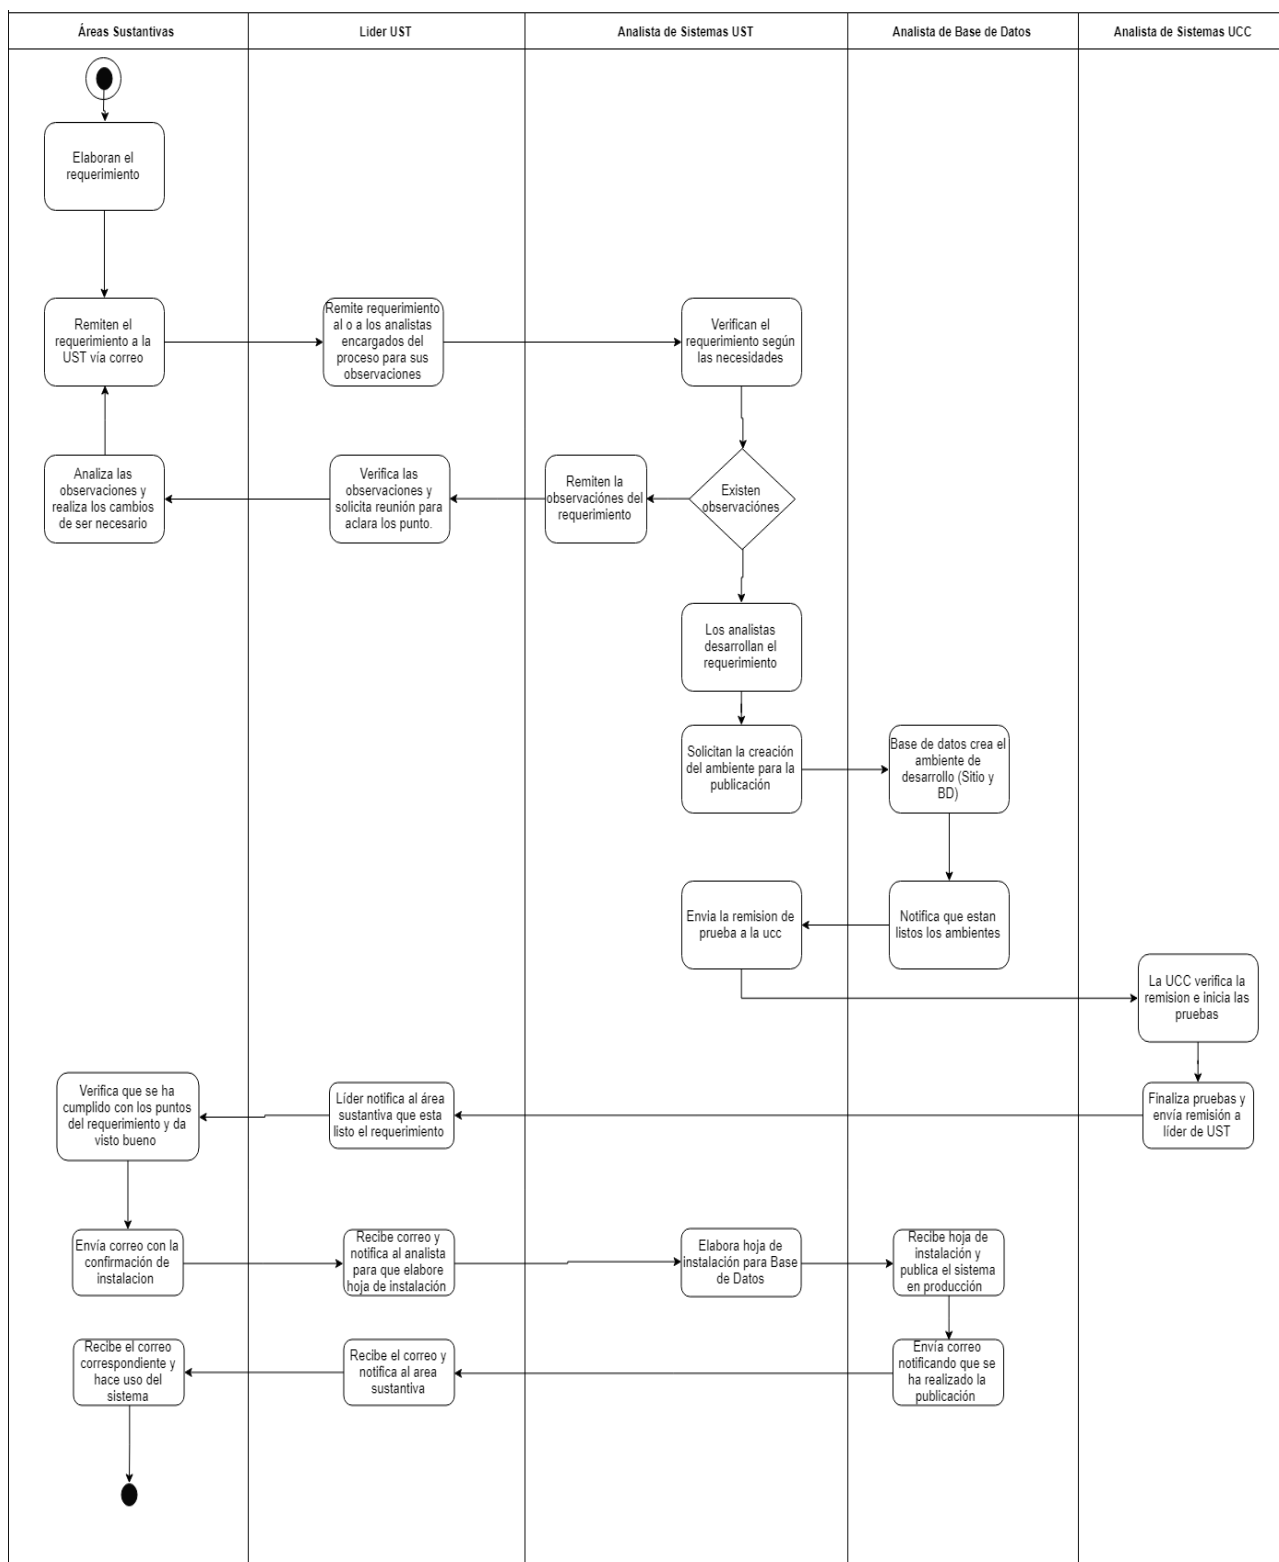 Áreas Sustantivas
Lider UST
Analista de Sistemas UST
Analista de Base de Datos
Analista de Sistemas UCC
Elaboran el
requerimiento
Remiten el
requerimiento a la
UST vía correo
Remite requerimiento
al o a los analistas
encargados del
proceso para sus
observaciones
Verifican el
requerimiento según
las necesidades
Analiza las
observaciones y
realiza los cambios
de ser necesario
Verifica las
observaciones y
solicita reunión para
aclara los punto.
Remiten la
observaciónes del
requerimiento
Existen
observaciónes
Los analistas
desarrollan el
requerimiento
Solicitan la creación
del ambiente para la
publicación
Base de datos crea el
ambiente de
desarrollo (Sitio y
BD)
Envia la remision de
prueba a la ucc
Notifica que estan
listos los ambientes
La UCC verifica la
remision e inicia las
pruebas
Verifica que se ha
cumplido con los puntos
del requerimiento y da
visto bueno
Líder notifica al área
sustantiva que esta
listo el requerimiento
Finaliza pruebas y
envía remisión a
líder de UST
Envía correo con la
confirmación de
instalacion
Recibe correo y
notifica al analista
para que elabore
hoja de instalación
Elabora hoja de
instalación para Base
de Datos
Recibe hoja de
instalación y
publica el sistema
en producción
Recibe el correo
correspondiente y
hace uso del
sistema
Recibe el correo y
notifica al area
sustantiva
Envía correo
notificando que se
ha realizado la
publicación